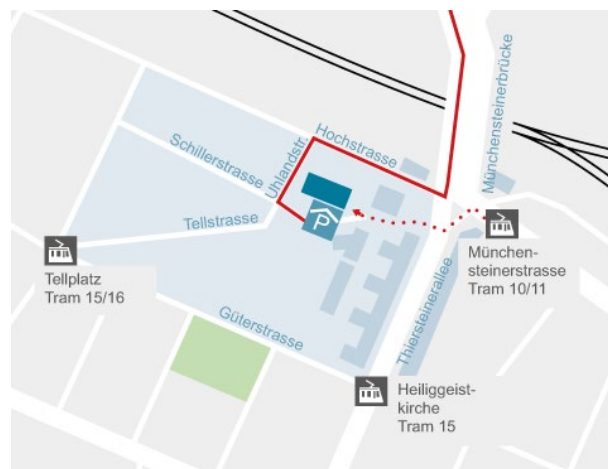 Münchensteinerbrücke
Hochstrasse
Uhlandstr.
Schillerstrasse
Tellstrasse
P
Tellplatz
Tram 15/16
München-
steinerstrasse
Tram 10/11
Thiersteinerallee
Güterstrasse
Heiliggeist-
kirche
Tram 15